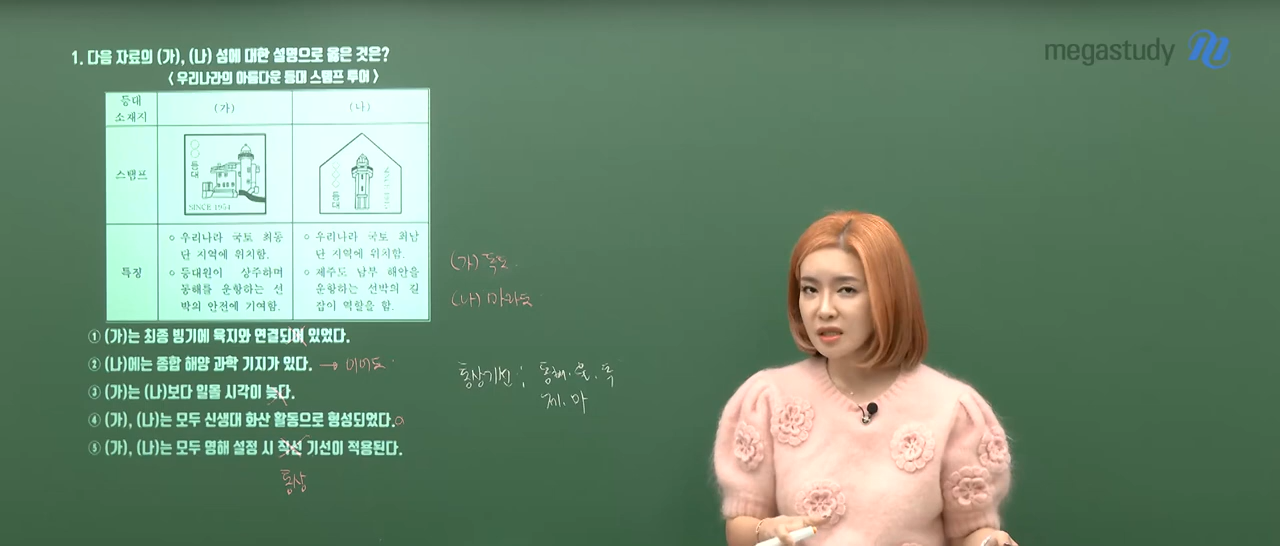 megastudy
1. 다음 자료의 (가), (나) 섬에 대한 설명으로 옳은 것은?
< 우리나라의 아름다운 등대 스탬프 투어 >
등대 소재지 (가) (나)
스탬프
○○등대
SINCE 1954
○○○등대
특징
○ 우리나라 국토 최동
단 지역에 위치함.
○ 등대원이 상주하며
동해를 운항하는 선
박의 안전에 기여함.
○ 우리나라 국토 최남
단 지역에 위치함.
○ 제주도 남부 해안을
운항하는 선박의 길
잡이 역할을 함.
(가) 독도.
(나) 마라도
① (가)는 최종 빙기에 육지와 연결되어 있었다.
② (나)에는 종합 해양 과학 기지가 있다. → 이어도
③ (가)는 (나)보다 일몰 시각이 늦다.
④ (가), (나)는 모두 신생대 화산 활동으로 형성되었다.
⑤ (가), (나)는 모두 영해 설정 시 직선 기선이 적용된다.
통상
통상기선 : 동해.울.독
제.마